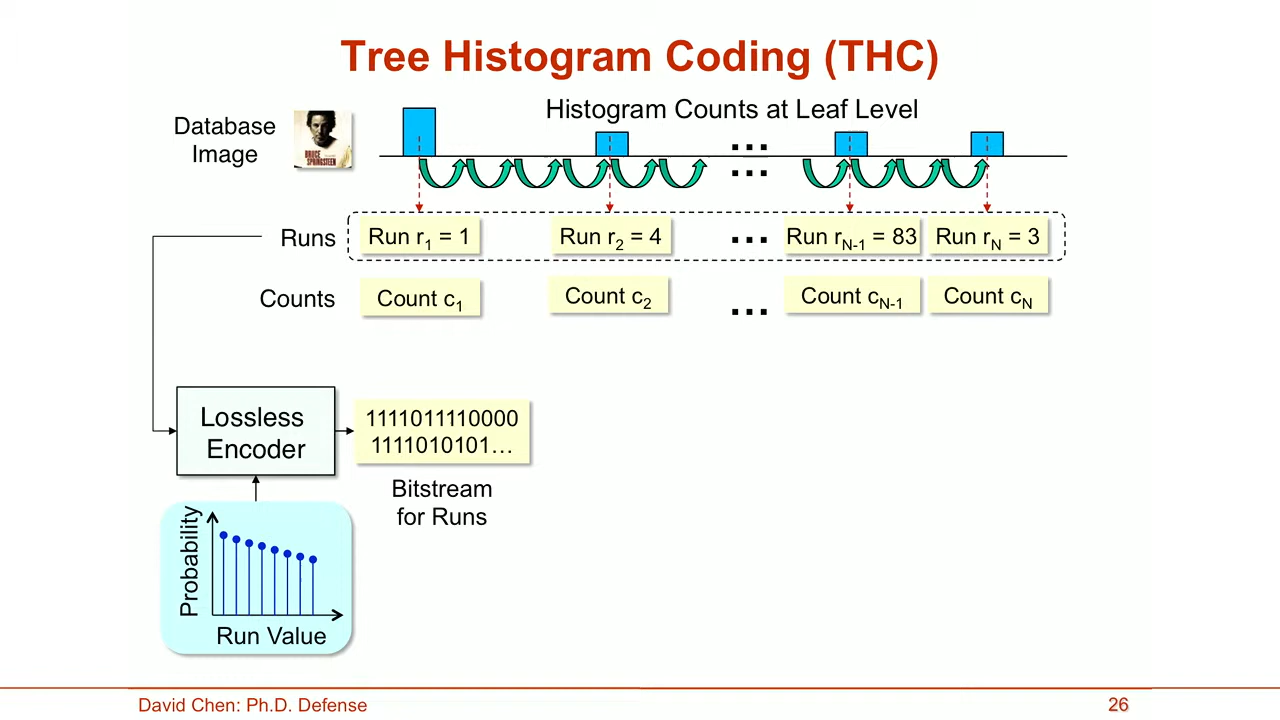 Tree Histogram Coding (THC)
Histogram Counts at Leaf Level
Database
Image
BRUCE
SPRINGSTEEN
...
...
Runs
Run r1 = 1
Run r2 = 4
...
Run rN-1 = 83
Run rN = 3
Counts
Count c1
Count c2
...
Count cN-1
Count cN
Lossless
Encoder
1111011110000
1111010101...
Bitstream
for Runs
Probability
Run Value
David Chen: Ph.D. Defense
26